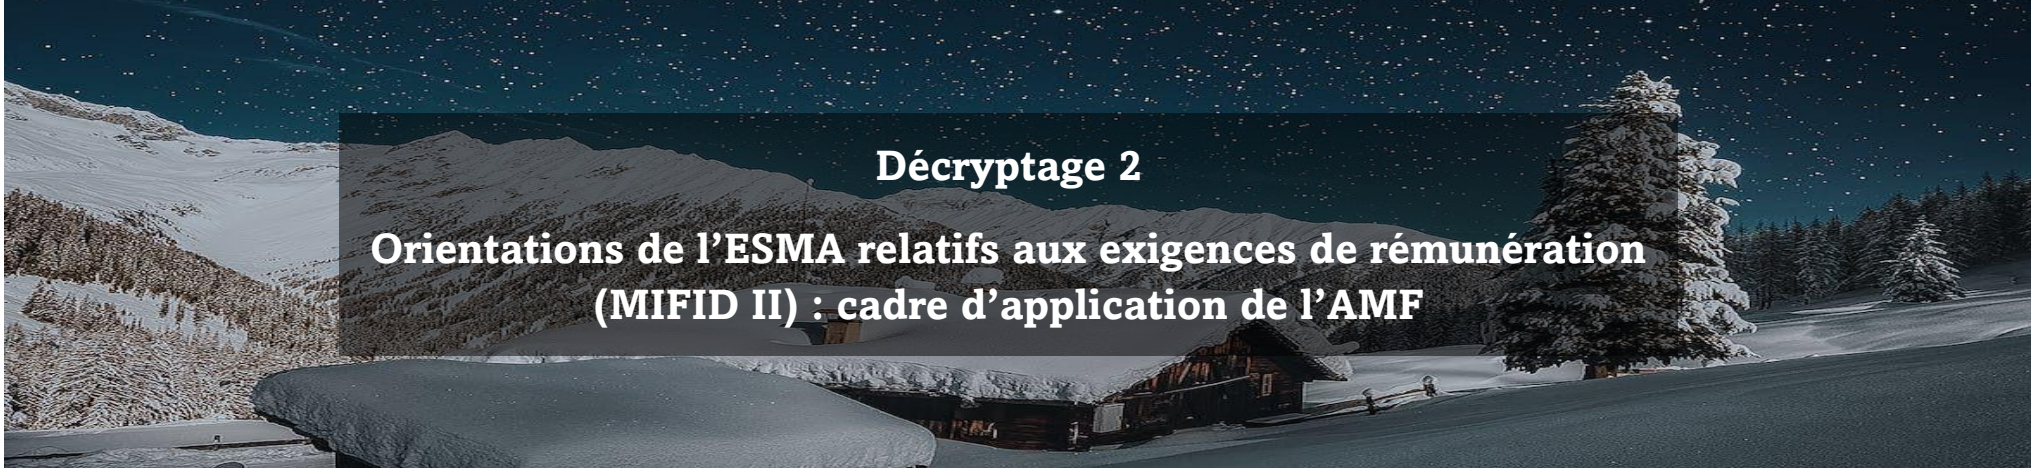 Décryptage 2
Orientations de l’ESMA relatifs aux exigences de rémunération
(MIFID II) : cadre d’application de l’AMF